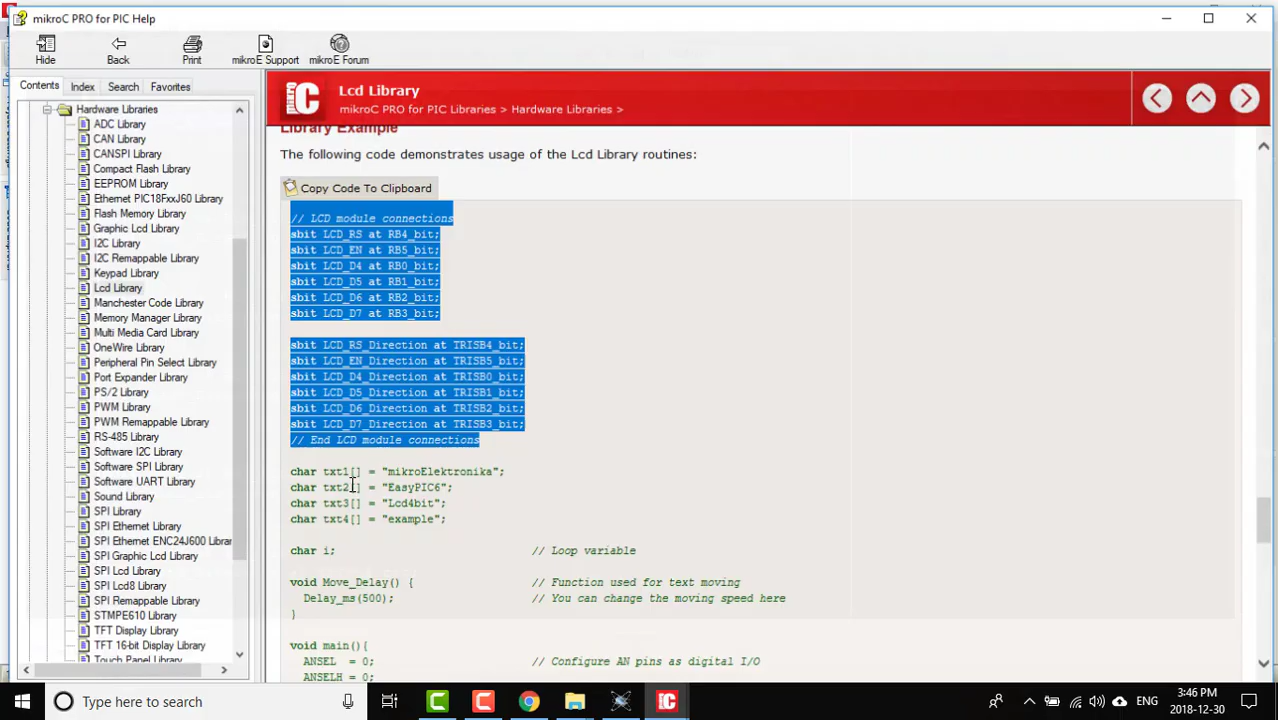 mikroC PRO for PIC Help
Hide
Back
Print
mikroE Support
mikroE Forum
Contents
Index
Search
Favorites
Hardware Libraries
ADC Library
CAN Library
CANSPI Library
Compact Flash Library
EEPROM Library
Ethernet PIC18FxxJ60 Library
Flash Memory Library
Graphic Lcd Library
I2C Library
I2C Remappable Library
Keypad Library
Lcd Library
Manchester Code Library
Memory Manager Library
Multi Media Card Library
OneWire Library
Peripheral Pin Select Library
Port Expander Library
PS/2 Library
PWM Library
PWM Remappable Library
RS-485 Library
Software I2C Library
Software SPI Library
Software UART Library
Sound Library
SPI Library
SPI Ethernet Library
SPI Ethernet ENC24J600 Librar
SPI Graphic Lcd Library
SPI Lcd Library
SPI Lcd8 Library
SPI Remappable Library
STMPE610 Library
TFT Display Library
TFT 16-bit Display Library
Touch Panel Library
IC
Lcd Library
mikroC PRO for PIC Libraries > Hardware Libraries >
Library Example
The following code demonstrates usage of the Lcd Library routines:
Copy Code To Clipboard
// LCD module connections
sbit LCD_RS at RB4_bit;
sbit LCD_EN at RB5_bit;
sbit LCD_D4 at RB0_bit;
sbit LCD_D5 at RB1_bit;
sbit LCD_D6 at RB2_bit;
sbit LCD_D7 at RB3_bit;
sbit LCD_RS_Direction at TRISB4_bit;
sbit LCD_EN_Direction at TRISB5_bit;
sbit LCD_D4_Direction at TRISB0_bit;
sbit LCD_D5_Direction at TRISB1_bit;
sbit LCD_D6_Direction at TRISB2_bit;
sbit LCD_D7_Direction at TRISB3_bit;
// End LCD module connections
char txt1[] = "mikroElektronika";
char txt2[] = "EasyPIC6";
char txt3[] = "Lcd4bit";
char txt4[] = "example";
char i; // Loop variable
void Move_Delay() { // Function used for text moving
Delay_ms(500); // You can change the moving speed here
}
void main(){
ANSEL = 0; // Configure AN pins as digital I/O
ANSELH = 0;
Type here to search
ENG
3:46 PM
2018-12-30